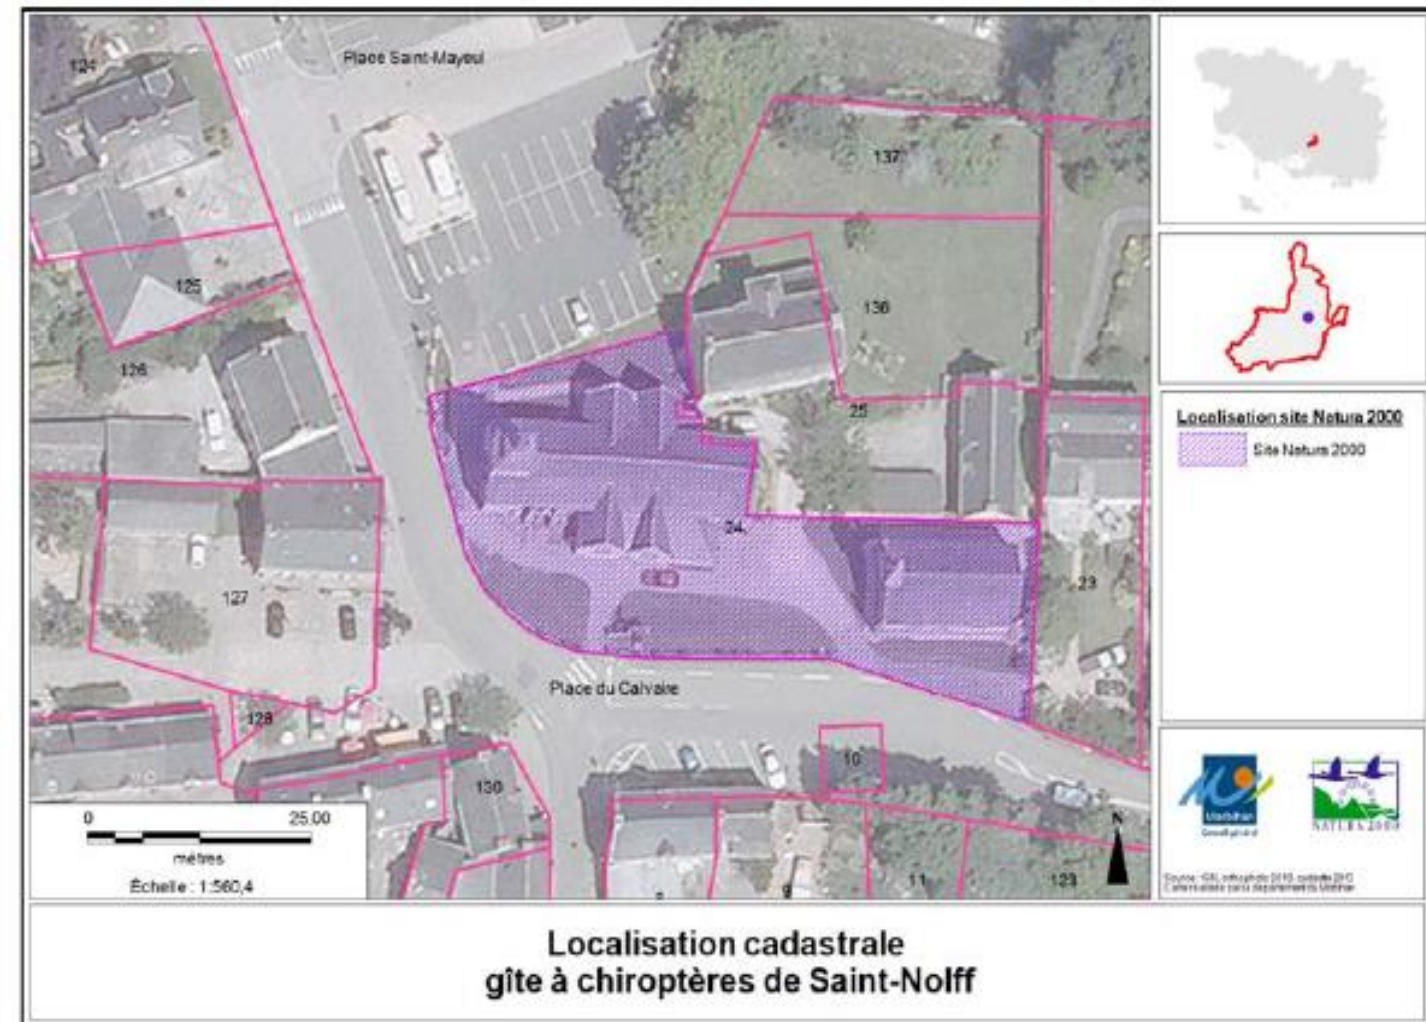 Place Saint-Mayeul
124
137
125
136
126
25
24
23
127
Place du Calvaire
128
10
130
9
11
123
0 25.00
mètres
Échelle : 1:560,4
N
Localisation site Natura 2000
Site Natura 2000
Morbihan
NATURA 2000
Localisation cadastrale
gîte à chiroptères de Saint-Nolff